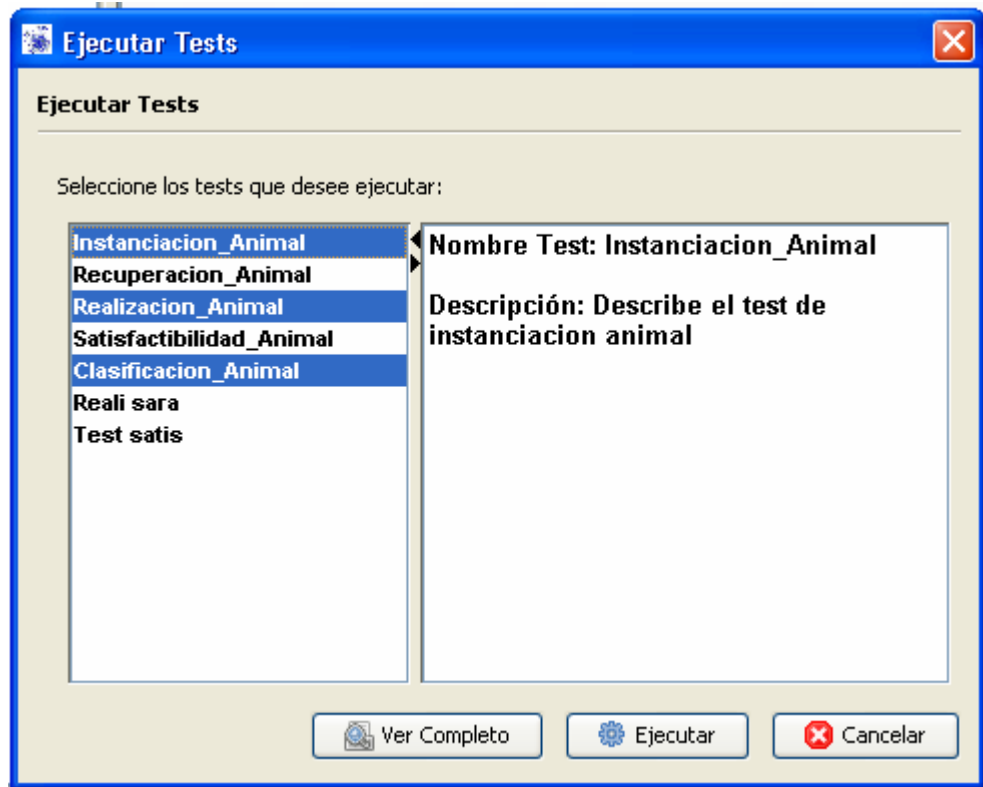 Ejecutar Tests
Ejecutar Tests
Seleccione los tests que desee ejecutar:
Instanciacion_Animal
Recuperacion_Animal
Realizacion_Animal
Satisfactibilidad_Animal
Clasificacion_Animal
Reali sara
Test satis
Nombre Test: Instanciacion_Animal
Descripción: Describe el test de
instanciacion animal
Ver Completo
Ejecutar
Cancelar